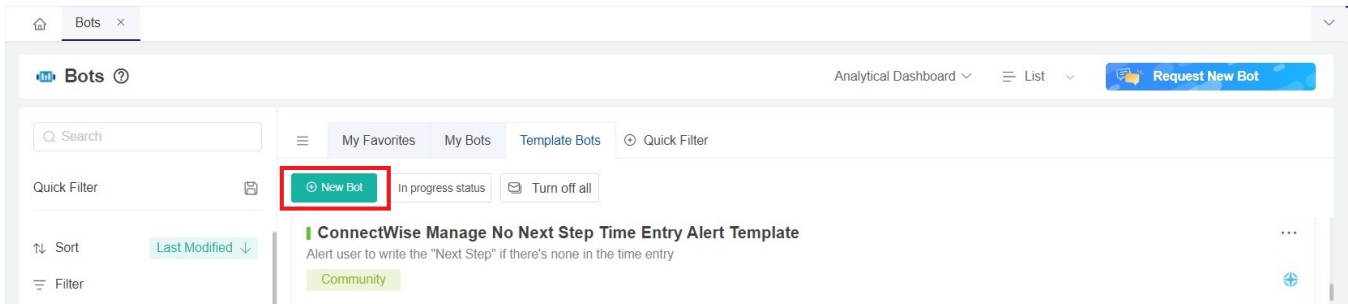 Bots ×
Bots
Analytical Dashboard
List
Request New Bot
Search
My Favorites
My Bots
Template Bots
Quick Filter
Quick Filter
New Bot
In progress status
Turn off all
Sort
Last Modified ↓
Filter
ConnectWise Manage No Next Step Time Entry Alert Template
...
Alert user to write the "Next Step" if there's none in the time entry
Community